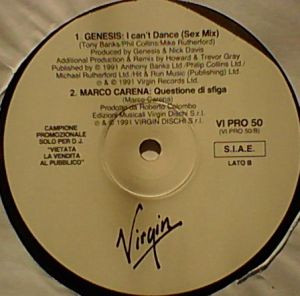 1. GENESIS: I can't Dance (Sex Mix)
(Tony Banks/Phil Collins/Mike Rutherford)
Produced by Genesis & Nick Davis
Additional Production & Remix by Howard & Trevor Gray
Published by © 1991 Anthony Banks Ltd/Philip Collins Ltd/
Michael Rutherford Ltd/Hit & Run Music (Publishing) Ltd.
℗ & © 1991 Virgin Records Ltd.
2. MARCO CARENA: Questione di sfiga
(Marco Carena)
Prodotto da Roberto Colombo
Edizioni Musicali Virgin Dischi S.r.l.
℗ & © 1991 VIRGIN DISCHI S.r.l.
CAMPIONE
PROMOZIONALE
SOLO PER D.J.
"VIETATA
LA VENDITA
AL PUBBLICO"
VI PRO 50
(VI PRO 50/B)
S.I.A.E.
LATO B
Virgin